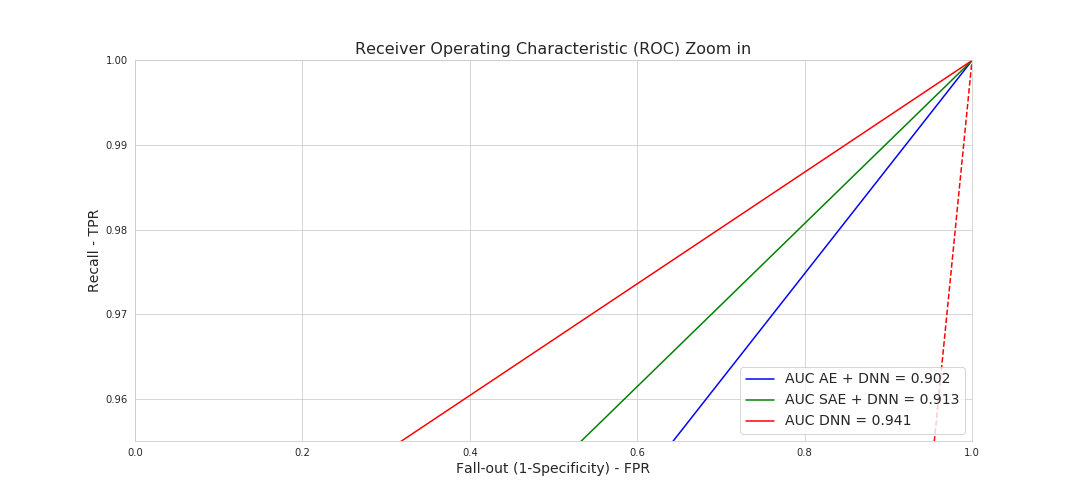 Receiver Operating Characteristic (ROC) Zoom in
1.00
0.99
0.98
0.97
0.96
Recall - TPR
AUC AE + DNN = 0.902
AUC SAE + DNN = 0.913
AUC DNN = 0.941
0.0 0.2 0.4 0.6 0.8 1.0
Fall-out (1-Specificity) - FPR